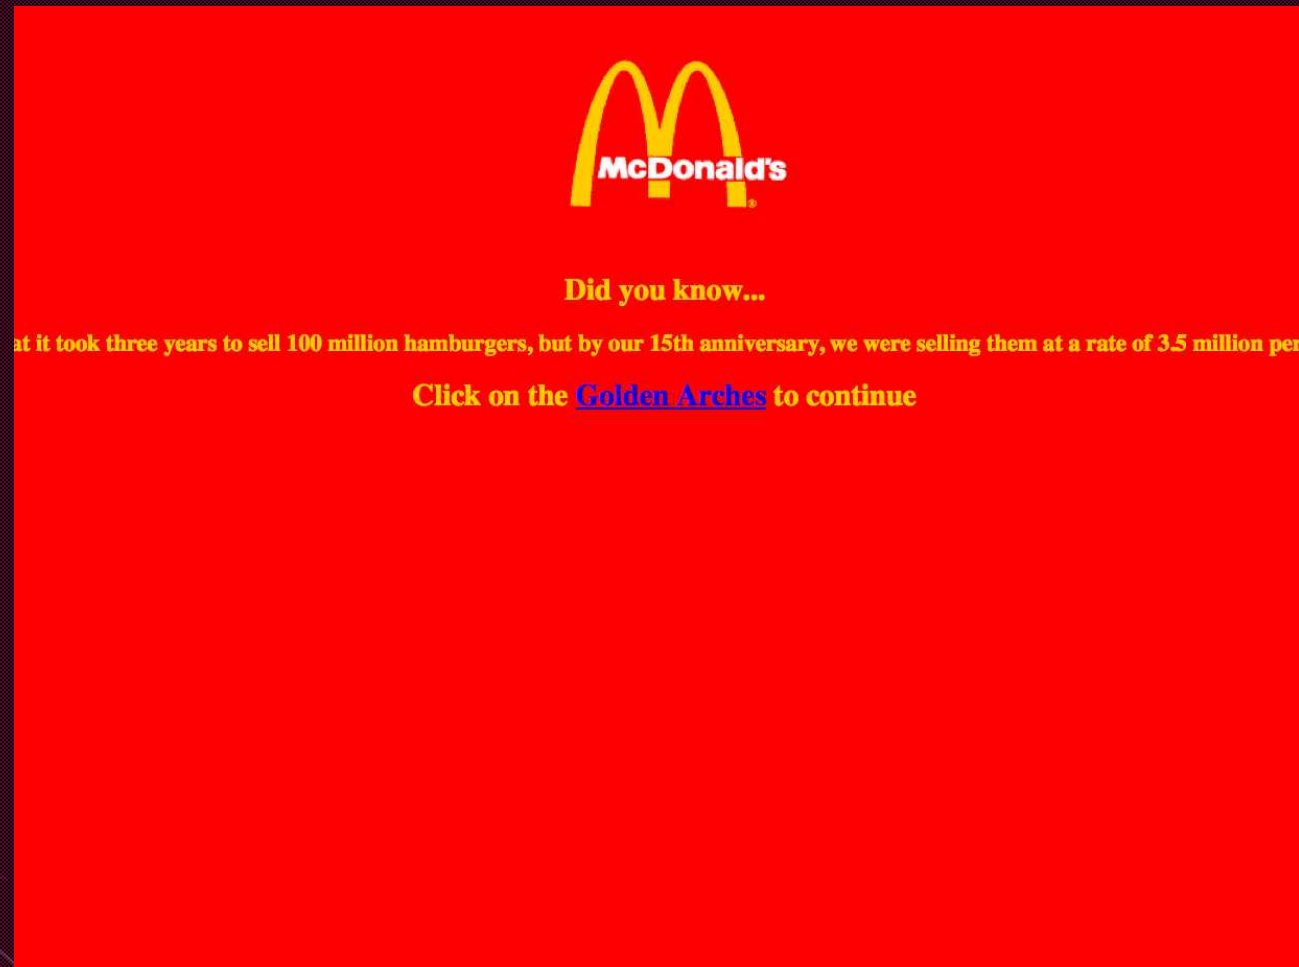 McDonald's
®
Did you know...
at it took three years to sell 100 million hamburgers, but by our 15th anniversary, we were selling them at a rate of 3.5 million per
Click on the Golden Arches to continue